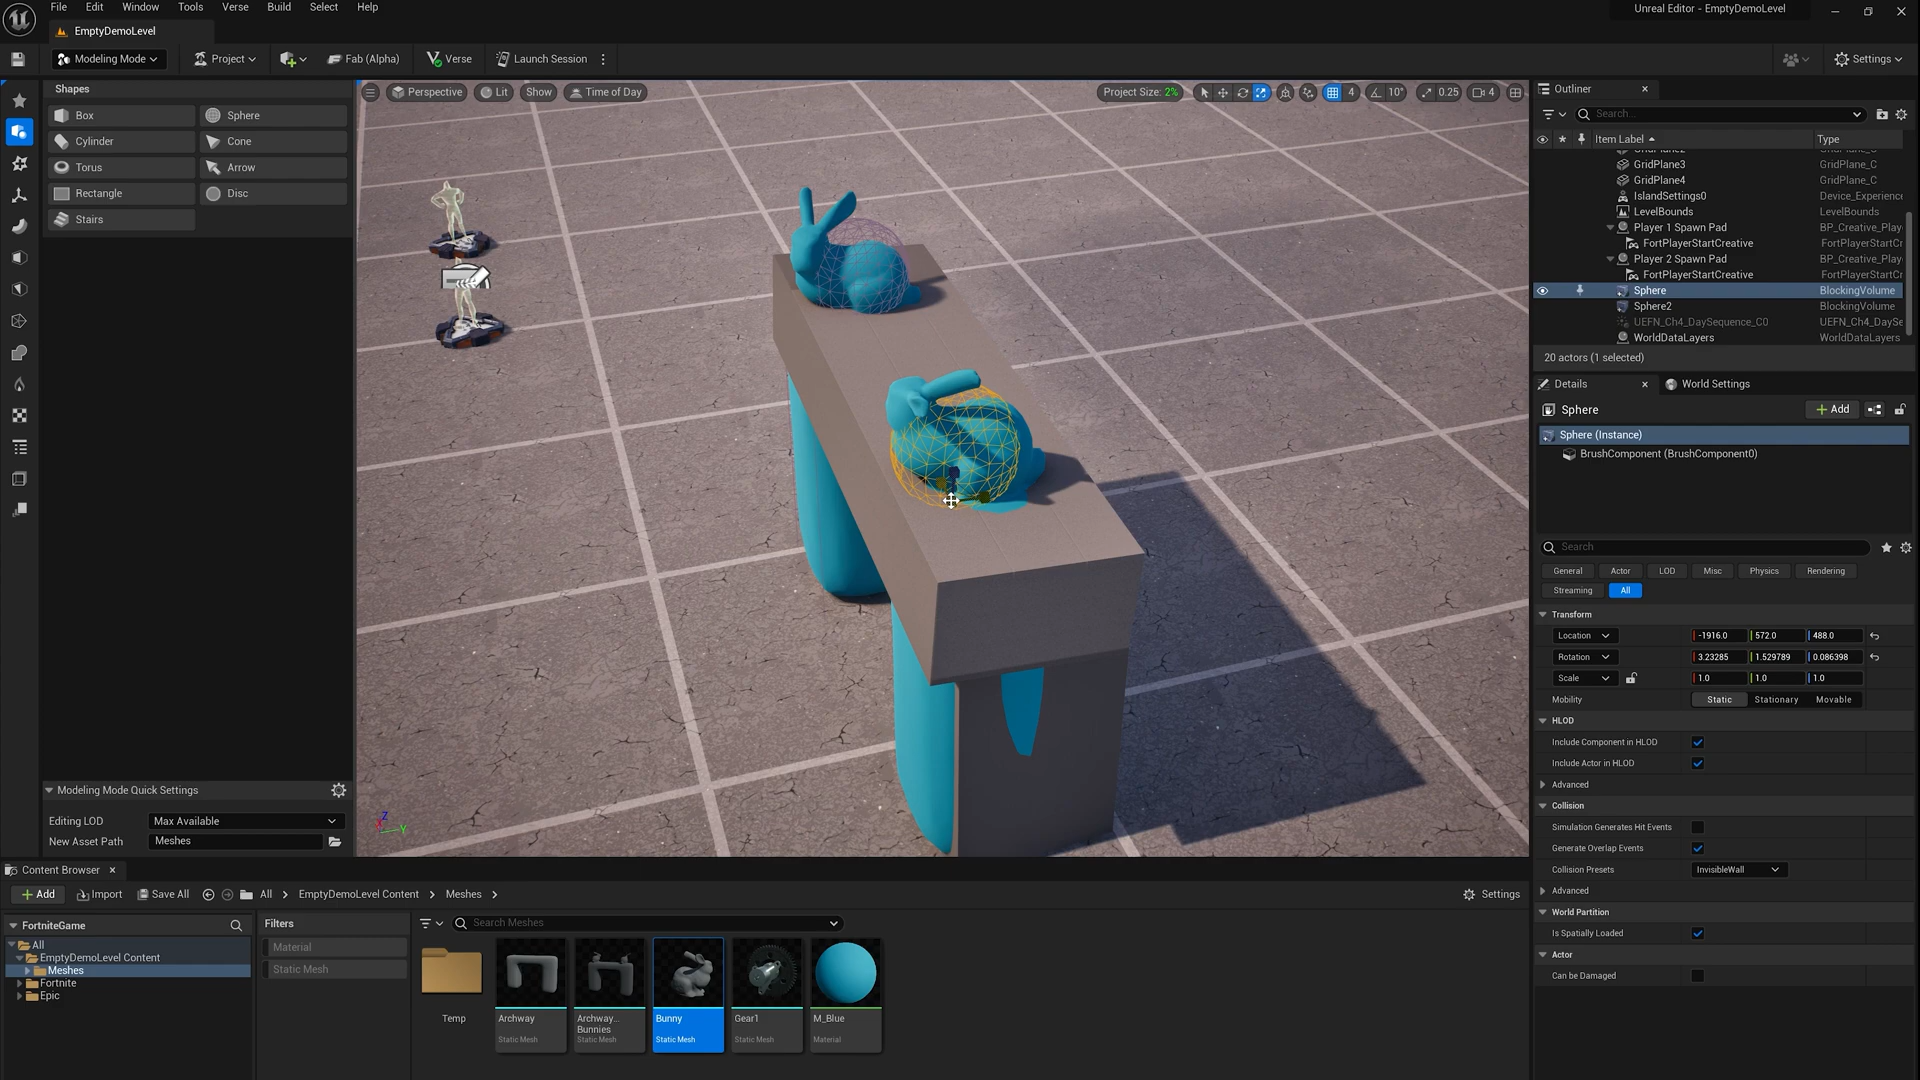 File Edit Window Tools Verse Build Select Help
Unreal Editor - EmptyDemoLevel
EmptyDemoLevel
Modeling Mode
Project
Fab (Alpha)
Verse
Launch Session
Settings
Shapes
Box
Sphere
Cylinder
Cone
Torus
Arrow
Rectangle
Disc
Stairs
Modeling Mode Quick Settings
Editing LOD
Max Available
New Asset Path
Meshes
Perspective
Lit
Show
Time of Day
Project Size: 2%
4
10°
0.25
4
Z
X
Y
Outliner
Search...
Item Label
Type
GridPlane2
GridPlane_C
GridPlane3
GridPlane_C
GridPlane4
GridPlane_C
IslandSettings0
Device_Experience
LevelBounds
LevelBounds
Player 1 Spawn Pad
BP_Creative_Play
FortPlayerStartCreative
FortPlayerStartCr
Player 2 Spawn Pad
BP_Creative_Play
FortPlayerStartCreative
FortPlayerStartCr
Sphere
BlockingVolume
Sphere2
BlockingVolume
UEFN_Ch4_DaySequence_C0
UEFN_Ch4_DaySe
WorldDataLayers
WorldDataLayers
20 actors (1 selected)
Details
World Settings
Sphere
Add
Sphere (Instance)
BrushComponent (BrushComponent0)
Search
General
Actor
LOD
Misc
Physics
Rendering
Streaming
All
Transform
Location
-1916.0
572.0
488.0
Rotation
3.23285
1.529789
0.086398
Scale
1.0
1.0
1.0
Mobility
Static
Stationary
Movable
HLOD
Include Component in HLOD
Include Actor in HLOD
Advanced
Collision
Simulation Generates Hit Events
Generate Overlap Events
Collision Presets
InvisibleWall
Advanced
World Partition
Is Spatially Loaded
Actor
Can be Damaged
Content Browser
Add
Import
Save All
All
EmptyDemoLevel Content
Meshes
Settings
FortniteGame
All
EmptyDemoLevel Content
Meshes
Fortnite
Epic
Filters
Material
Static Mesh
Search Meshes
Temp
Archway
Static Mesh
Archway...
Bunnies
Static Mesh
Bunny
Static Mesh
Gear1
Static Mesh
M_Blue
Material